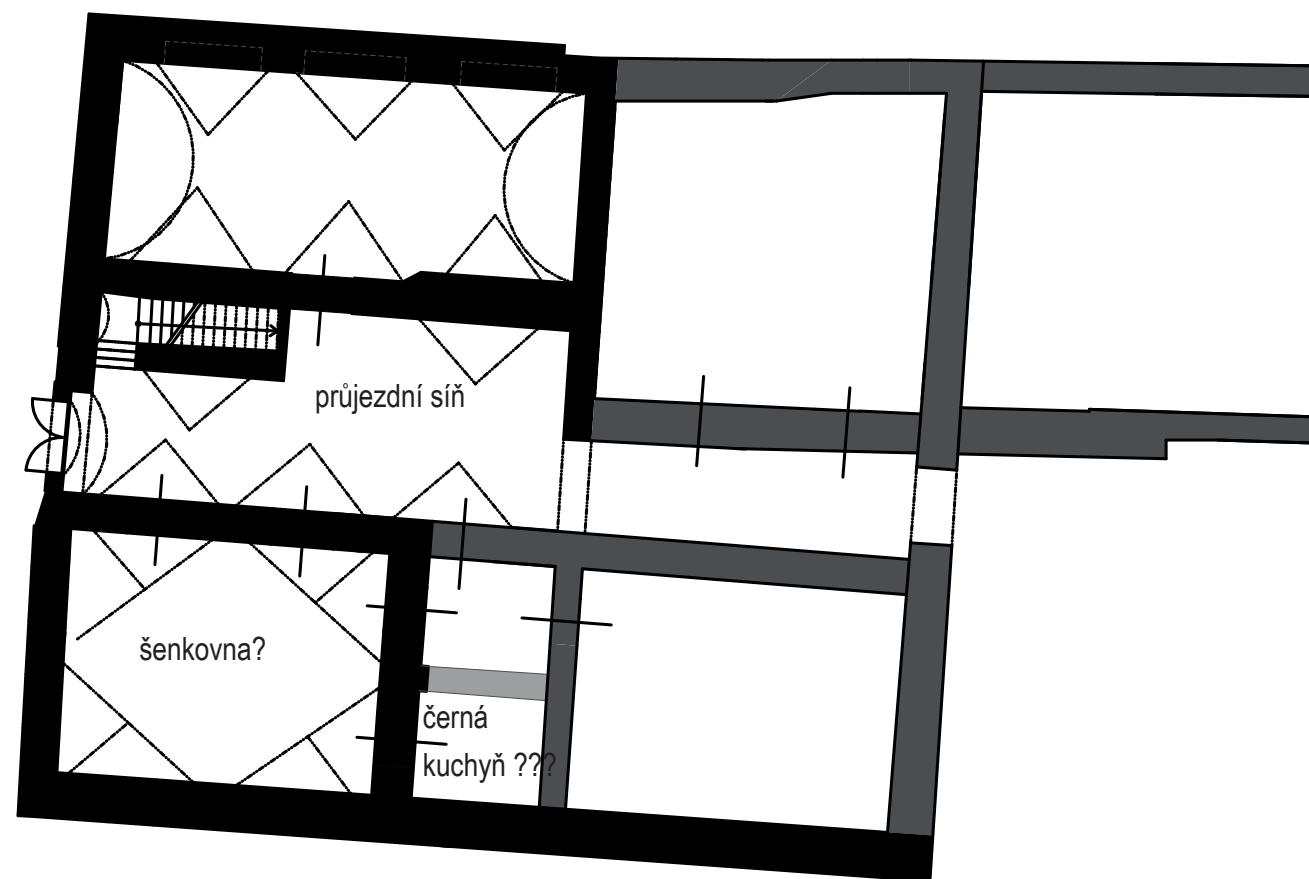 průjezdní síň
šenkovna?
černá
kuchyň ???